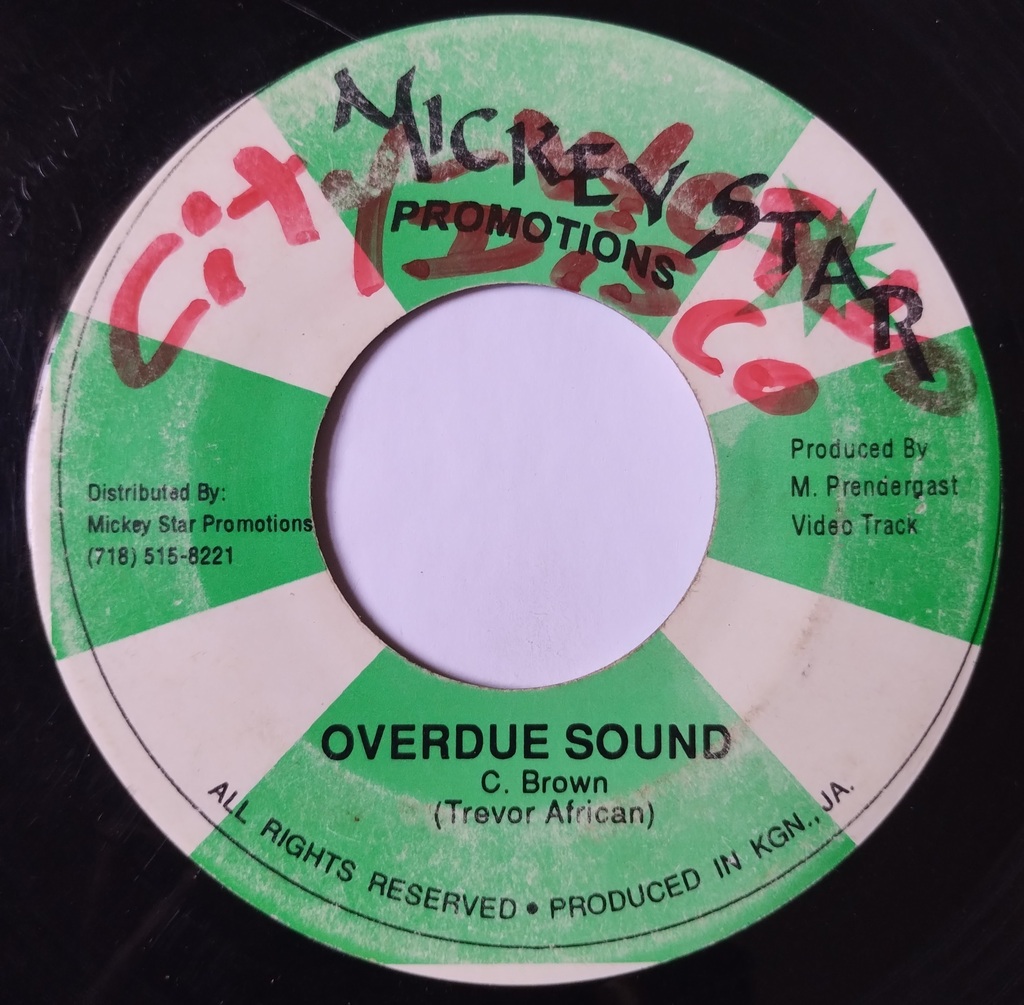 MICKEY STAR
PROMOTIONS
DISCO
Distributed By:
Mickey Star Promotions
(718) 515-8221
Produced By
M. Prendergast
Video Track
OVERDUE SOUND
C. Brown
(Trevor African)
ALL RIGHTS RESERVED • PRODUCED IN KGN., JA.